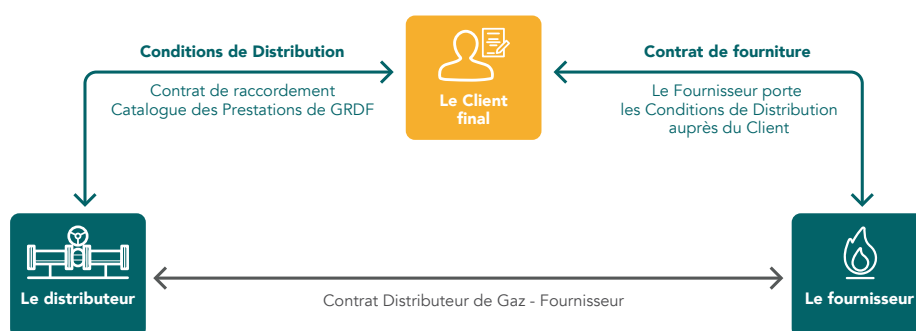 Conditions de Distribution
Contrat de raccordement
Catalogue des Prestations de GRDF
Le Client
final
Contrat de fourniture
Le Fournisseur porte
les Conditions de Distribution
auprès du Client
Le distributeur
Contrat Distributeur de Gaz - Fournisseur
Le fournisseur